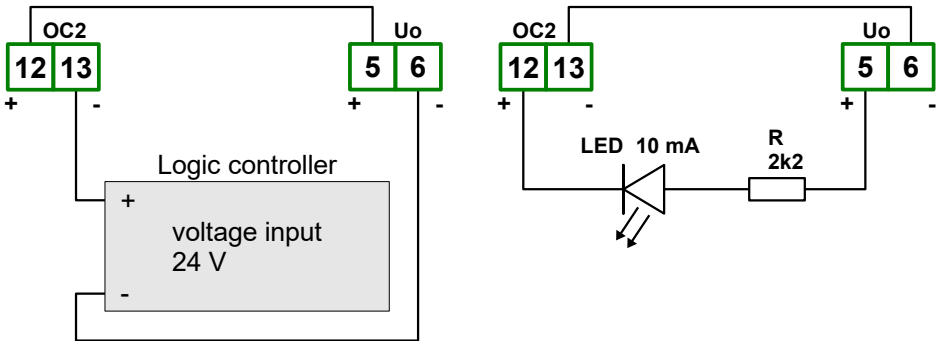 OC2
Uo
12 13
5 6
+ -
+ -
Logic controller
+
voltage input
24 V
-
OC2
Uo
12 13
5 6
+ -
+ -
LED 10 mA
R
2k2